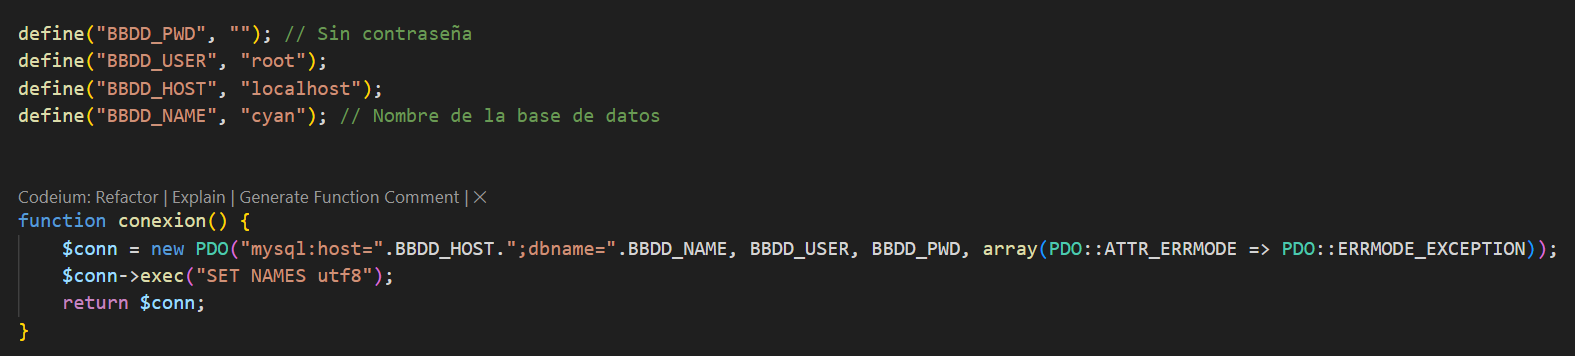 define("BBDD_PWD", ""); // Sin contraseña
define("BBDD_USER", "root");
define("BBDD_HOST", "localhost");
define("BBDD_NAME", "cyan"); // Nombre de la base de datos
Codeium: Refactor | Explain | Generate Function Comment | ×
function conexion() {
    $conn = new PDO("mysql:host=".BBDD_HOST.";dbname=".BBDD_NAME, BBDD_USER, BBDD_PWD, array(PDO::ATTR_ERRMODE => PDO::ERRMODE_EXCEPTION));
    $conn->exec("SET NAMES utf8");
    return $conn;
}